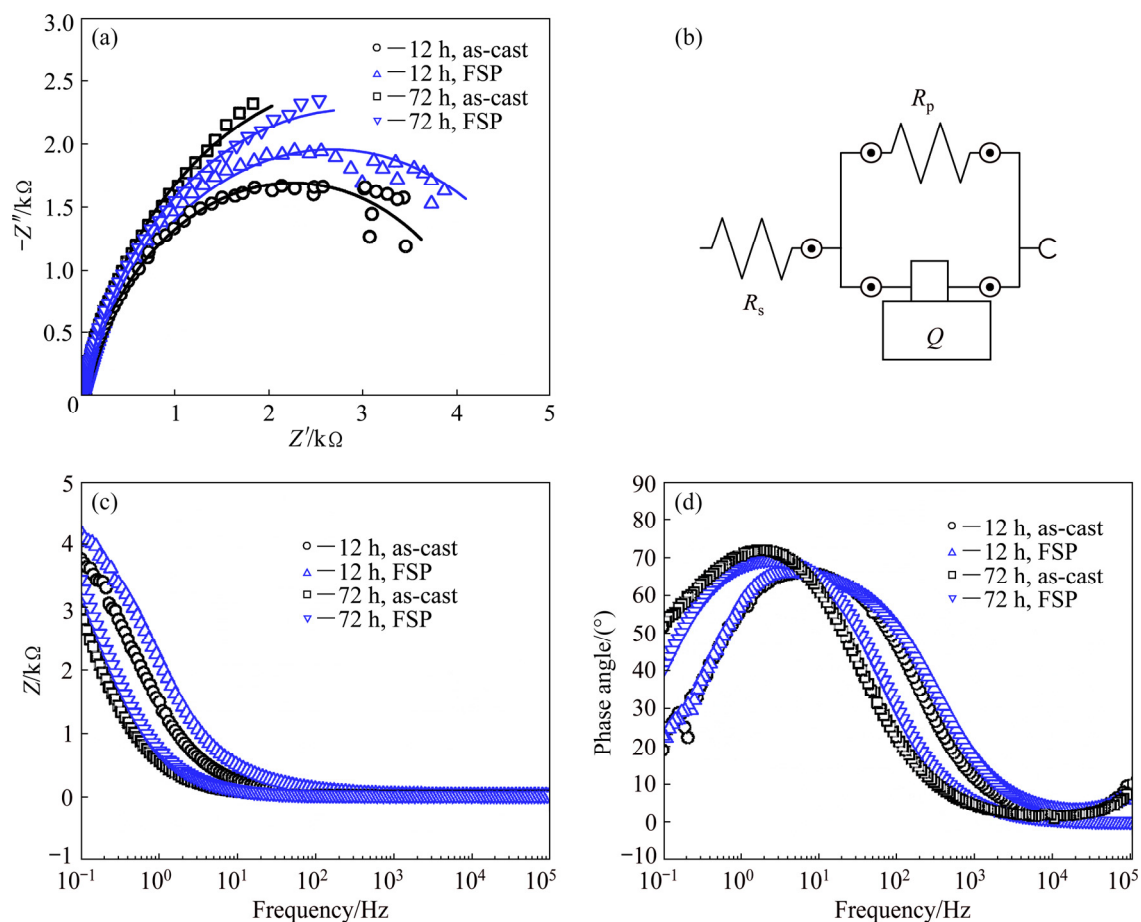 (a)
3.0
2.5
2.0
1.5
1.0
0.5
0
1
2
3
4
5
−Z″/kΩ
Z′/kΩ
12 h, as-cast
12 h, FSP
72 h, as-cast
72 h, FSP
(b)
Rp
Rs
Q
(c)
5
4
3
2
1
0
−1
Z/kΩ
12 h, as-cast
12 h, FSP
72 h, as-cast
72 h, FSP
10⁻¹ 10⁰ 10¹ 10² 10³ 10⁴ 10⁵
Frequency/Hz
(d)
90
80
70
60
50
40
30
20
10
0
−10
Phase angle/(°)
12 h, as-cast
12 h, FSP
72 h, as-cast
72 h, FSP
10⁻¹ 10⁰ 10¹ 10² 10³ 10⁴ 10⁵
Frequency/Hz